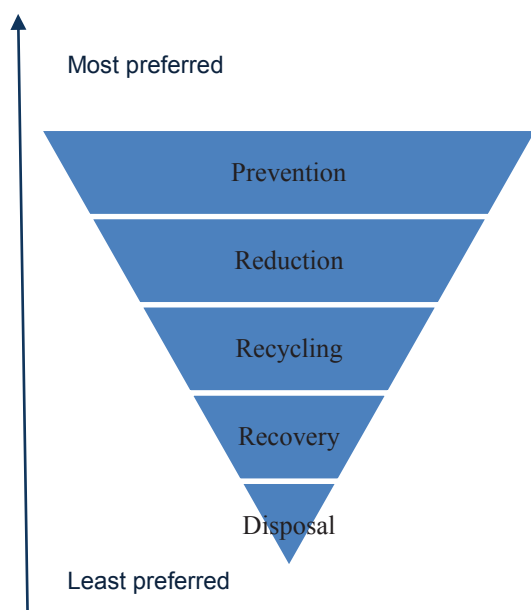 Most preferred
Prevention
Reduction
Recycling
Recovery
Disposal
Least preferred